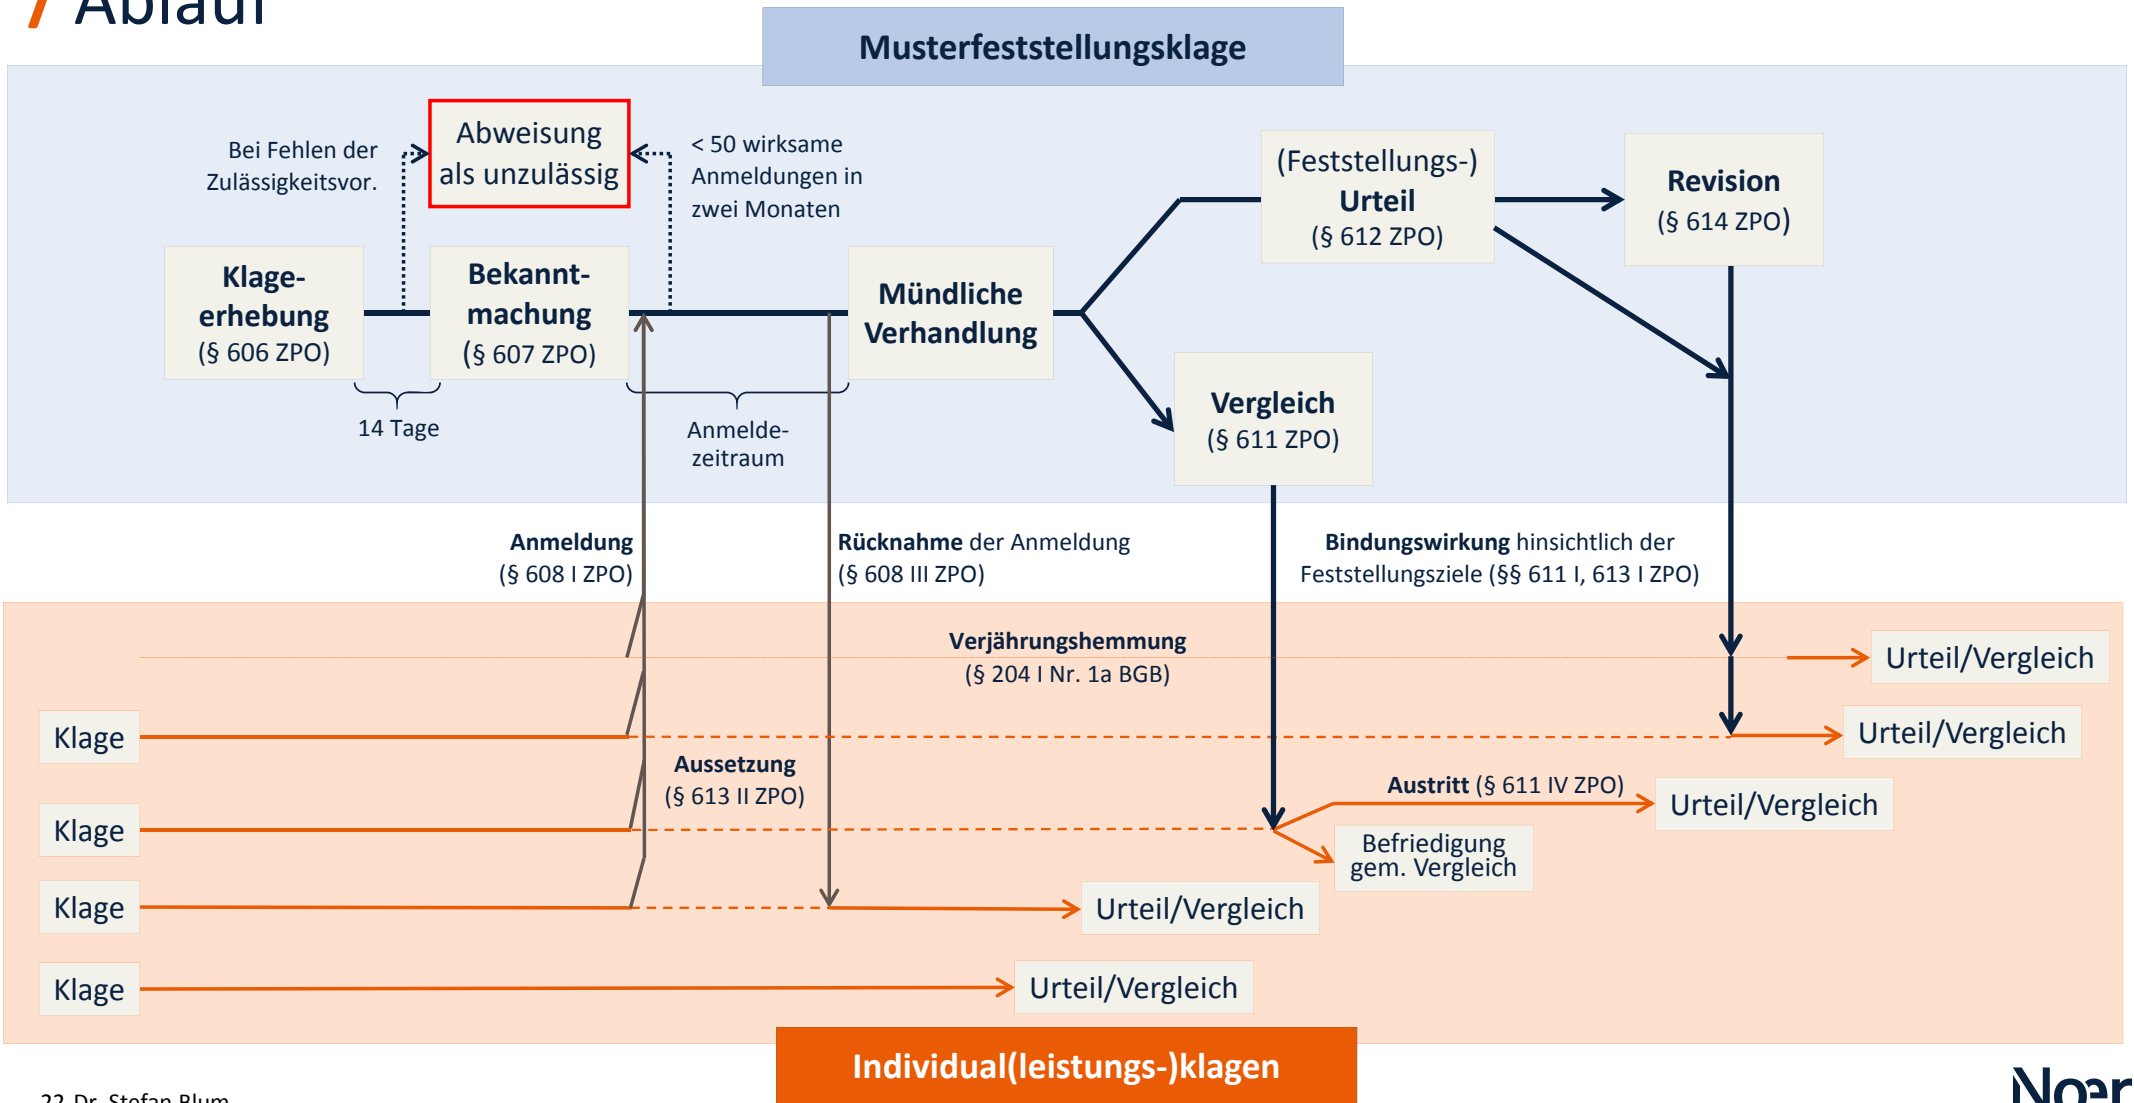 / Ablauf
Musterfeststellungsklage
Bei Fehlen der
Zulässigkeitsvor.
Abweisung
als unzulässig
< 50 wirksame
Anmeldungen in
zwei Monaten
Klage-
erhebung
(§ 606 ZPO)
Bekannt-
machung
(§ 607 ZPO)
Mündliche
Verhandlung
(Feststellungs-)
Urteil
(§ 612 ZPO)
Revision
(§ 614 ZPO)
Vergleich
(§ 611 ZPO)
14 Tage
Anmelde-
zeitraum
Anmeldung
(§ 608 I ZPO)
Rücknahme der Anmeldung
(§ 608 III ZPO)
Bindungswirkung hinsichtlich der
Feststellungsziele (§§ 611 I, 613 I ZPO)
Verjährungshemmung
(§ 204 I Nr. 1a BGB)
Urteil/Vergleich
Klage
Urteil/Vergleich
Aussetzung
(§ 613 II ZPO)
Austritt (§ 611 IV ZPO)
Urteil/Vergleich
Klage
Befriedigung
gem. Vergleich
Klage
Urteil/Vergleich
Klage
Urteil/Vergleich
Individual(leistungs-)klagen
22 Dr. Stefan Blum
Noer